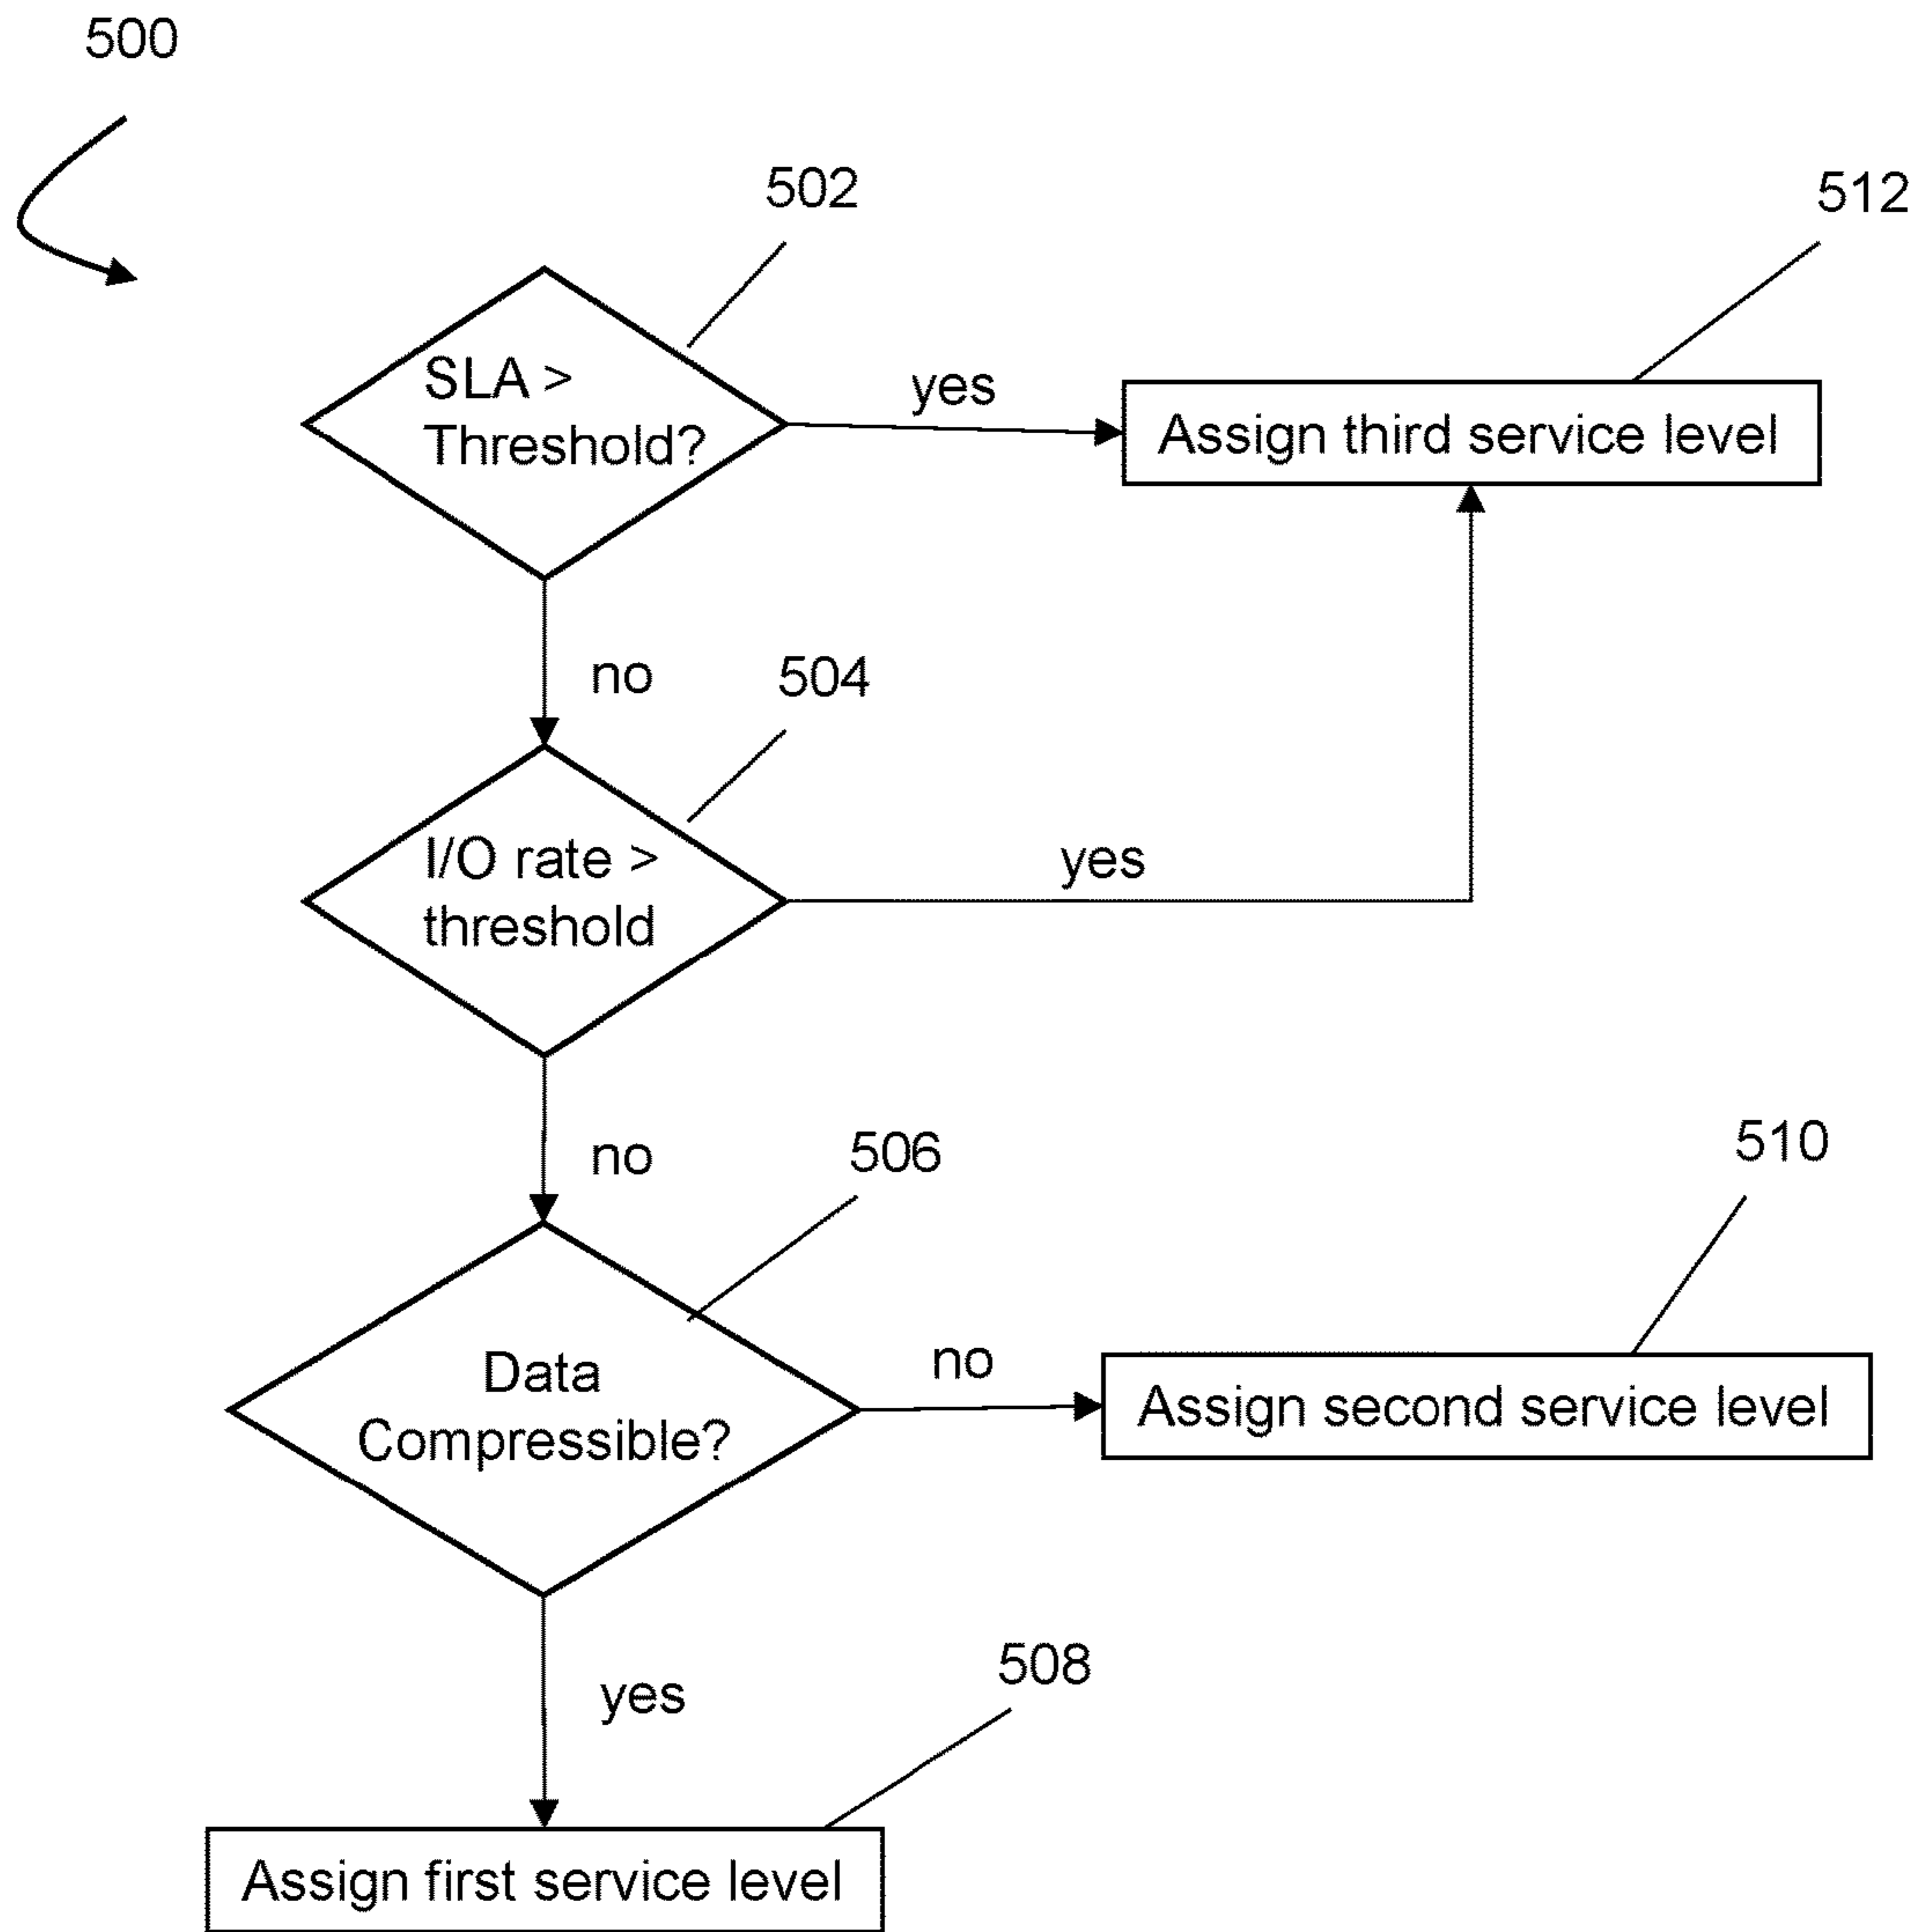 500
502
512
SLA >
Threshold?
yes
Assign third service level
no
504
I/O rate >
threshold
yes
no
506
510
Data
Compressible?
no
Assign second service level
yes
508
Assign first service level